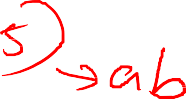 5) → ab